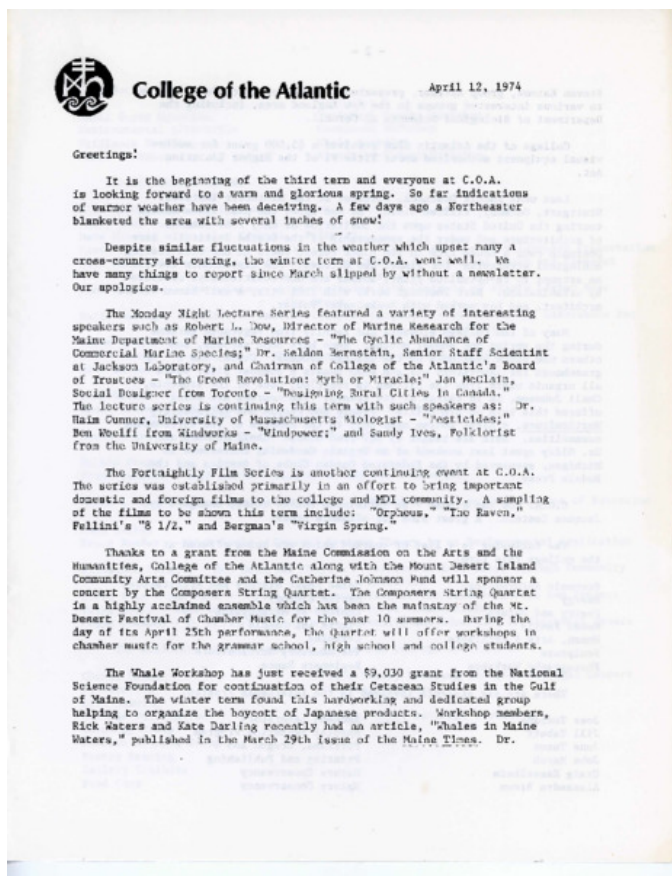 College of the Atlantic
April 12, 1974
Greetings!
It is the beginning of the third term and everyone at C.O.A.
is looking forward to a warm and glorious spring. So far indications
of warmer weather have been deceiving. A few days ago a Northeaster
blanketed the area with several inches of snow!
Despite similar fluctuations in the weather which upset many a
cross-country ski outing, the winter term at C.O.A. went well. We
have many things to report since March slipped by without a newsletter.
Our apologies.
The Monday Night Lecture Series featured a variety of interesting
speakers such as Robert L. Dow, Director of Marine Research for the
Maine Department of Marine Resources - "The Cyclic Abundance of
Commercial Marine Species;" Dr. Seldon Bernstein, Senior Staff Scientist
at Jackson Laboratory, and Chairman of College of the Atlantic's Board
of Trustees - "The Green Revolution: Myth or Miracle;" Jan McClain,
Social Designer from Toronto - "Designing Rural Cities in Canada."
The lecture series is continuing this term with such speakers as: Dr.
Haim Gunner, University of Massachusetts Biologist - "Pesticides;"
Ben Wolff from Windworks - "Windpower;" and Sandy Ives, Folklorist
from the University of Maine.
The Fortnightly Film Series is another continuing event at C.O.A.
The series was established primarily in an effort to bring important
domestic and foreign films to the college and MDI community. A sampling
of the films to be shown this term include: "Orpheus," "The Raven,"
Fellini's "8 1/2," and Bergman's "Virgin Spring."
Thanks to a grant from the Maine Commission on the Arts and the
Humanities, College of the Atlantic along with the Mount Desert Island
Community Arts Committee and the Catherine Johnson Fund will sponsor a
concert by the Composers String Quartet. The Composers String Quartet
is a highly acclaimed ensemble which has been the mainstay of the Mt.
Desert Festival of Chamber Music for the past 10 summers. During the
day of its April 25th performance, the Quartet will offer workshops in
chamber music for the grammar school, high school and college students.
The Whale Workshop has just received a $9,030 grant from the National
Science Foundation for continuation of their Cetacean Studies in the Gulf
of Maine. The winter term found this hardworking and dedicated group
helping to organize the boycott of Japanese products. Workshop members,
Rick Waters and Kate Darling recently had an article, "Whales in Maine
Waters," published in the March 29th issue of the Maine Times. Dr.